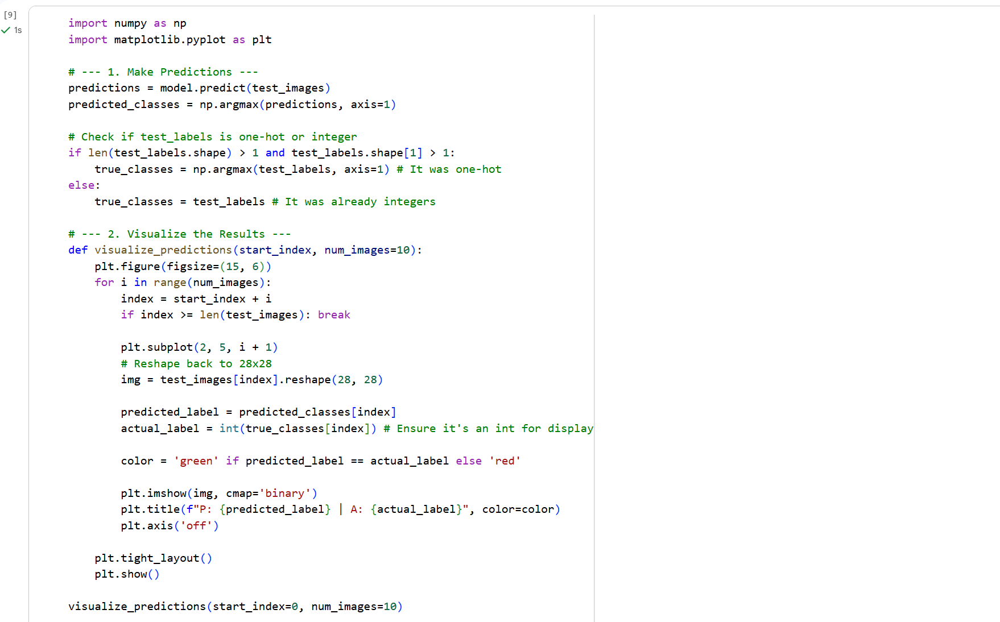 [9]
1s
import numpy as np
import matplotlib.pyplot as plt
# --- 1. Make Predictions ---
predictions = model.predict(test_images)
predicted_classes = np.argmax(predictions, axis=1)
# Check if test_labels is one-hot or integer
if len(test_labels.shape) > 1 and test_labels.shape[1] > 1:
    true_classes = np.argmax(test_labels, axis=1) # It was one-hot
else:
    true_classes = test_labels # It was already integers
# --- 2. Visualize the Results ---
def visualize_predictions(start_index, num_images=10):
    plt.figure(figsize=(15, 6))
    for i in range(num_images):
        index = start_index + i
        if index >= len(test_images): break
        plt.subplot(2, 5, i + 1)
        # Reshape back to 28x28
        img = test_images[index].reshape(28, 28)
        predicted_label = predicted_classes[index]
        actual_label = int(true_classes[index]) # Ensure it's an int for display
        color = 'green' if predicted_label == actual_label else 'red'
        plt.imshow(img, cmap='binary')
        plt.title(f"P: {predicted_label} | A: {actual_label}", color=color)
        plt.axis('off')
    plt.tight_layout()
    plt.show()
visualize_predictions(start_index=0, num_images=10)